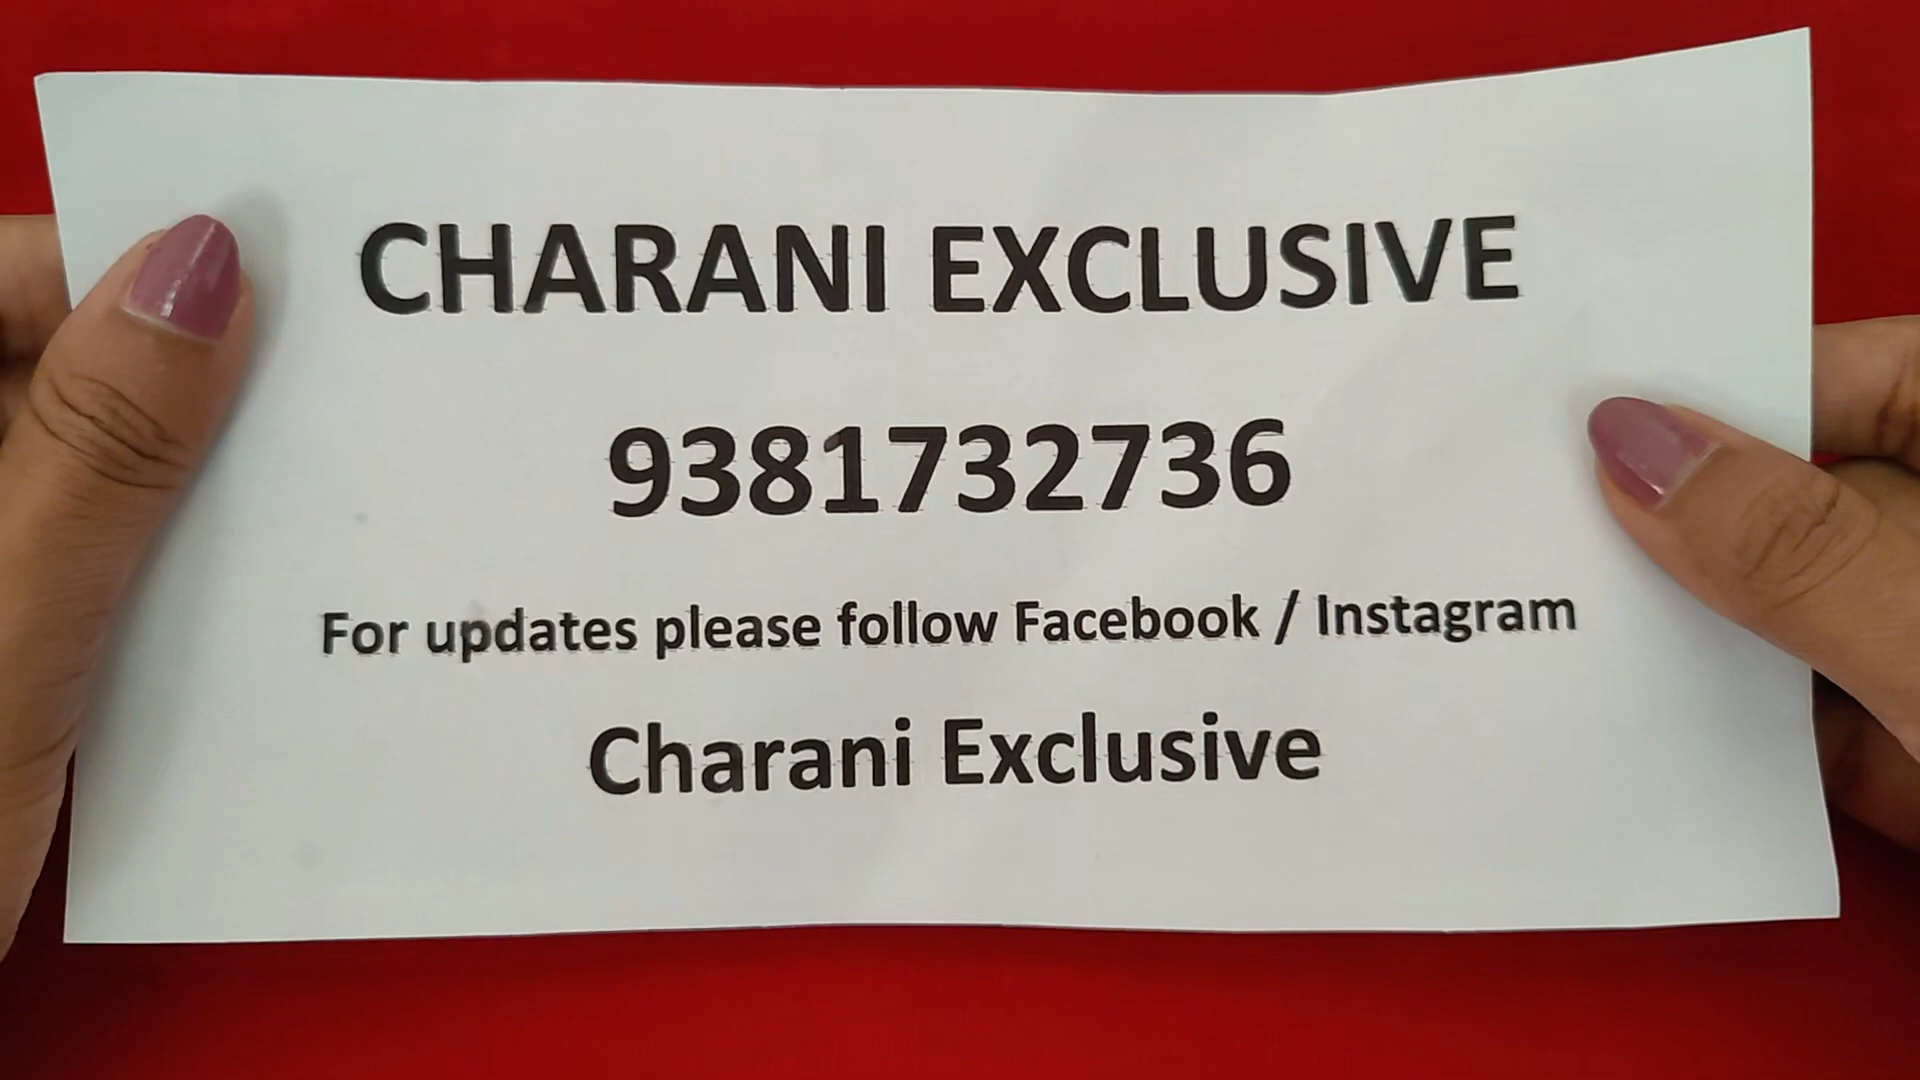 CHARANI EXCLUSIVE
9381732736
For updates please follow Facebook / Instagram
Charani Exclusive